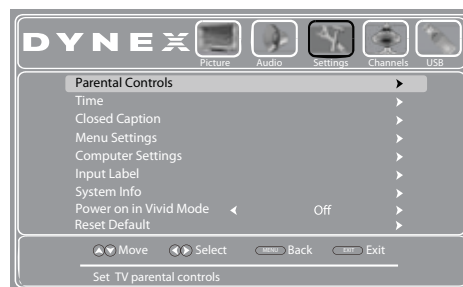 DYNEX
Picture Audio Settings Channels USB
Parental Controls
Time
Closed Caption
Menu Settings
Computer Settings
Input Label
System Info
Power on in Vivid Mode Off
Reset Default
Move Select MENU Back EXIT Exit
Set TV parental controls